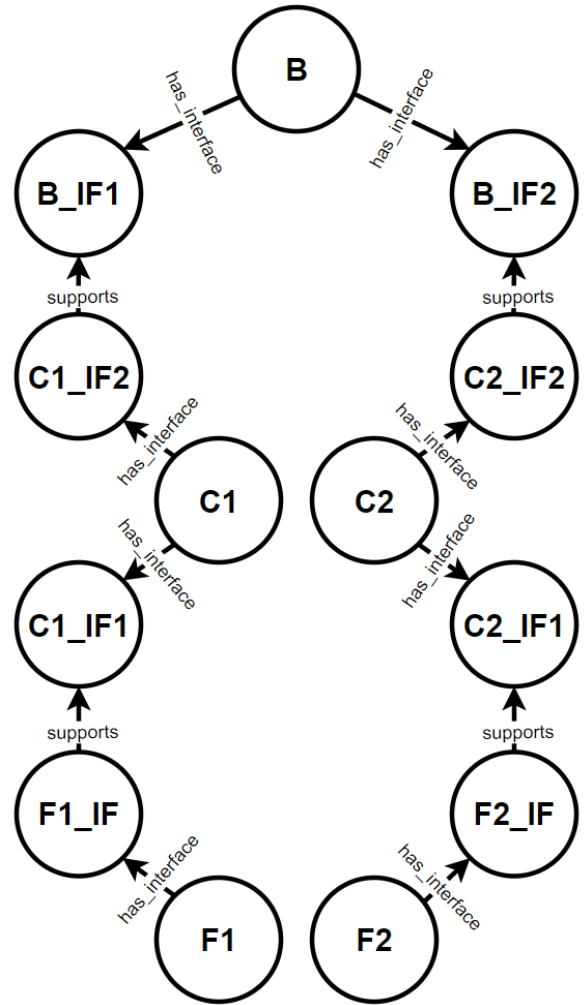 B
has_interface
has_interface
B_IF1
B_IF2
supports
supports
C1_IF2
C2_IF2
has_interface
has_interface
C1
C2
has_interface
has_interface
C1_IF1
C2_IF1
supports
supports
F1_IF
F2_IF
has_interface
has_interface
F1
F2